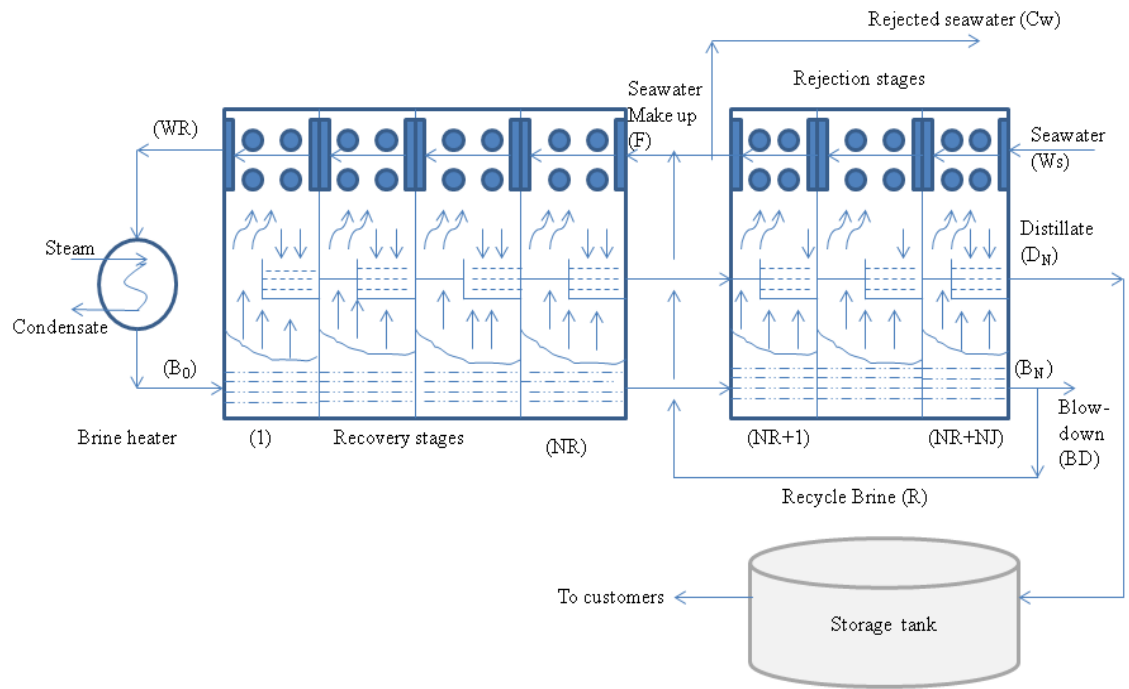 Rejected seawater (Cw)
Rejection stages
Seawater
Make up
(F)
(WR)
Seawater
(Ws)
Steam
Distillate
(DN)
Condensate
(B0)
(BN)
Blow-
down
(BD)
Brine heater
(1)
Recovery stages
(NR)
(NR+1)
(NR+NJ)
Recycle Brine (R)
To customers
Storage tank